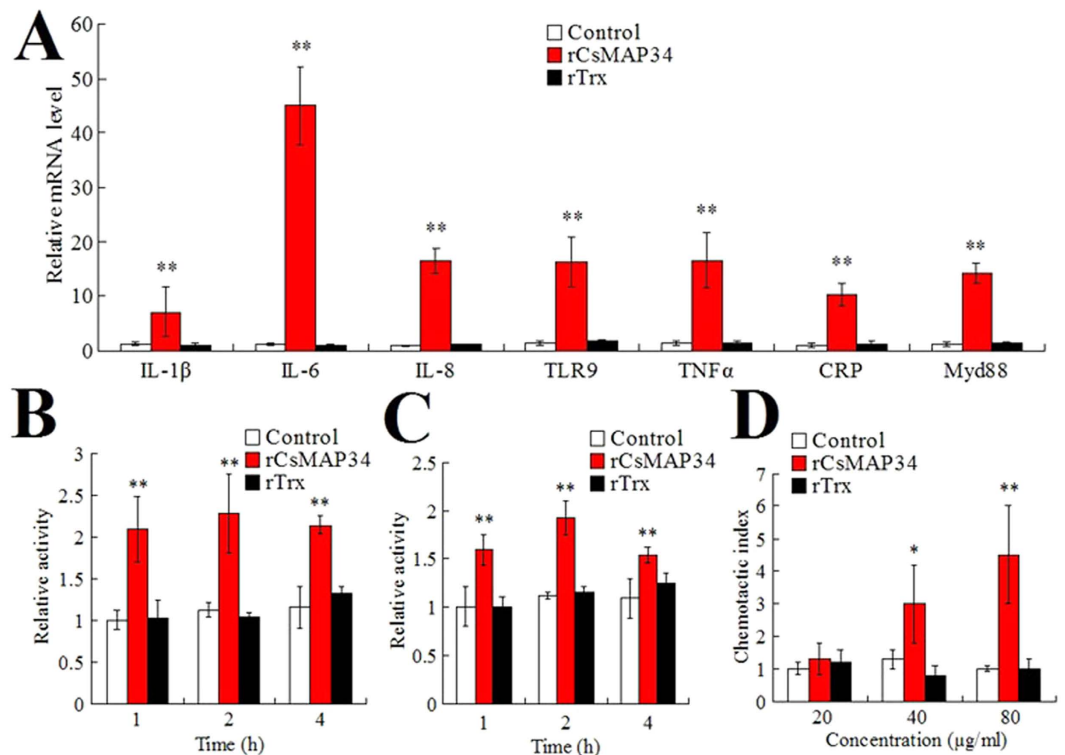 A
Relative mRNA level
60
50
40
30
20
10
0
Control
rCsMAP34
rTrx
**
**
**
**
**
**
**
IL-1β IL-6 IL-8 TLR9 TNFα CRP Myd88
B
Relative activity
3
2.5
2
1.5
1
0.5
0
Control
rCsMAP34
rTrx
**
**
**
1 2 4
Time (h)
C
Relative activity
2.5
2
1.5
1
0.5
0
Control
rCsMAP34
rTrx
**
**
**
1 2 4
Time (h)
D
Chemotactic index
7
6
5
4
3
2
1
0
Control
rCsMAP34
rTrx
*
**
20 40 80
Concentration (µg/ml)